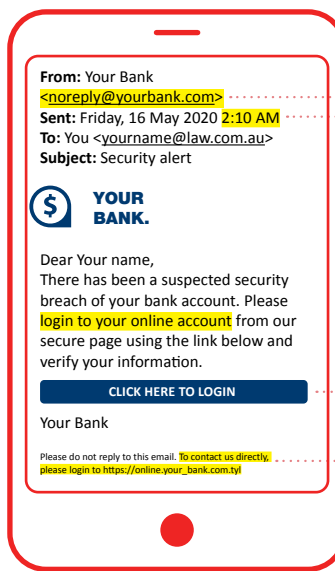 From: Your Bank
<noreply@yourbank.com>
Sent: Friday, 16 May 2020 2:10 AM
To: You <yourname@law.com.au>
Subject: Security alert
$
YOUR
BANK.
Dear Your name,
There has been a suspected security
breach of your bank account. Please
login to your online account from our
secure page using the link below and
verify your information.
CLICK HERE TO LOGIN
Your Bank
Please do not reply to this email. To contact us directly,
please login to https://online.your_bank.com.tyl